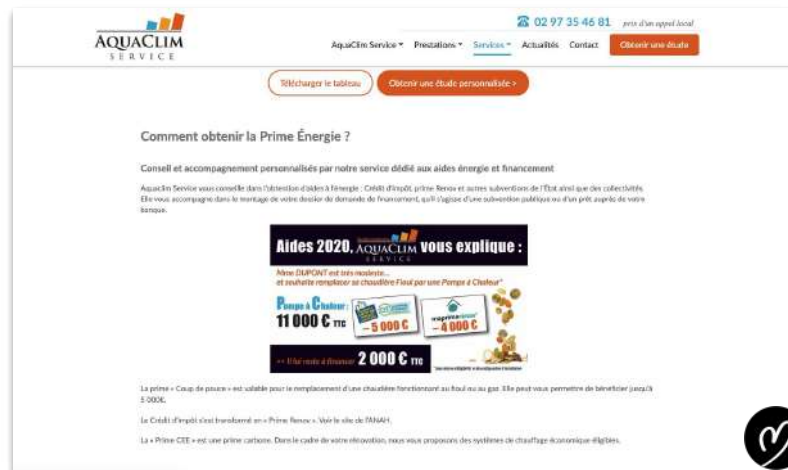 AQUACLIM
SERVICE
02 97 35 46 81 prix d'un appel local
AquaClim Service Prestations Services Actualités Contact Obtenir une étude
Télécharger le tableau Obtenir une étude personnalisée >
Comment obtenir la Prime Énergie ?
Conseil et accompagnement personnalisés par notre service dédié aux aides énergie et financement
Aquaclim Service vous conseille dans l'obtention d'aides à l'énergie : Crédit d'impôt, prime Renov et autres subventions de l'État ainsi que des collectivités.
Elle vous accompagne dans le montage de votre dossier de demande de financement, qu'il s'agisse d'une subvention publique ou d'un prêt auprès de votre
banque.
Aides 2020, AQUACLIM SERVICE vous explique :
Mme DUPONT est très modeste...
et souhaite remplacer sa chaudière Fioul par une Pompe à Chaleur*
Pompe à Chaleur :
11 000 € TTC
– 5 000 €
maprimerénov'
– 4 000 €
Il lui reste à financer 2 000 € TTC
La prime « Coup de pouce » est valable pour le remplacement d'une chaudière fonctionnant au fioul ou au gaz. Elle peut vous permettre de bénéficier jusqu'à
5 000€.
Le Crédit d'impôt s'est transformé en « Prime Renov ». Voir le site de l'ANAH.
La « Prime CEE » est une prime carbone. Dans le cadre de votre rénovation, nous vous proposons des systèmes de chauffage économique éligibles.